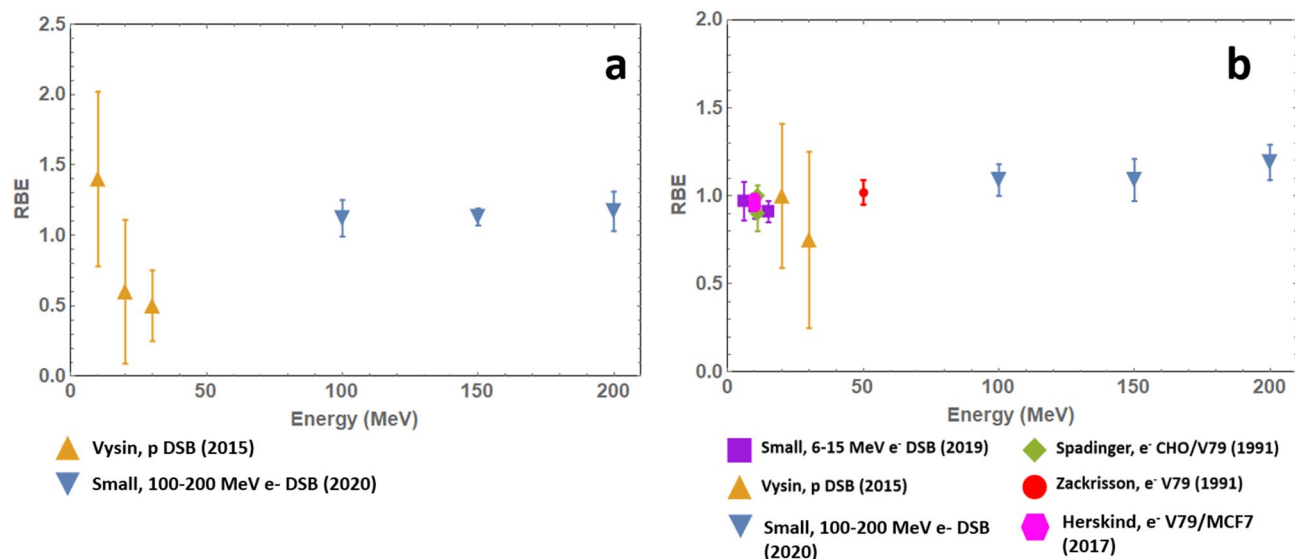 a
2.5
2.0
1.5
1.0
0.5
0.0
RBE
0 50 100 150 200
Energy (MeV)
Vysin, p DSB (2015)
Small, 100-200 MeV e- DSB (2020)
b
2.0
1.5
1.0
0.5
0.0
RBE
0 50 100 150 200
Energy (MeV)
Small, 6-15 MeV e⁻ DSB (2019)
Vysin, p DSB (2015)
Small, 100-200 MeV e- DSB
(2020)
Spadinger, e⁻ CHO/V79 (1991)
Zackrisson, e⁻ V79 (1991)
Herskind, e⁻ V79/MCF7
(2017)